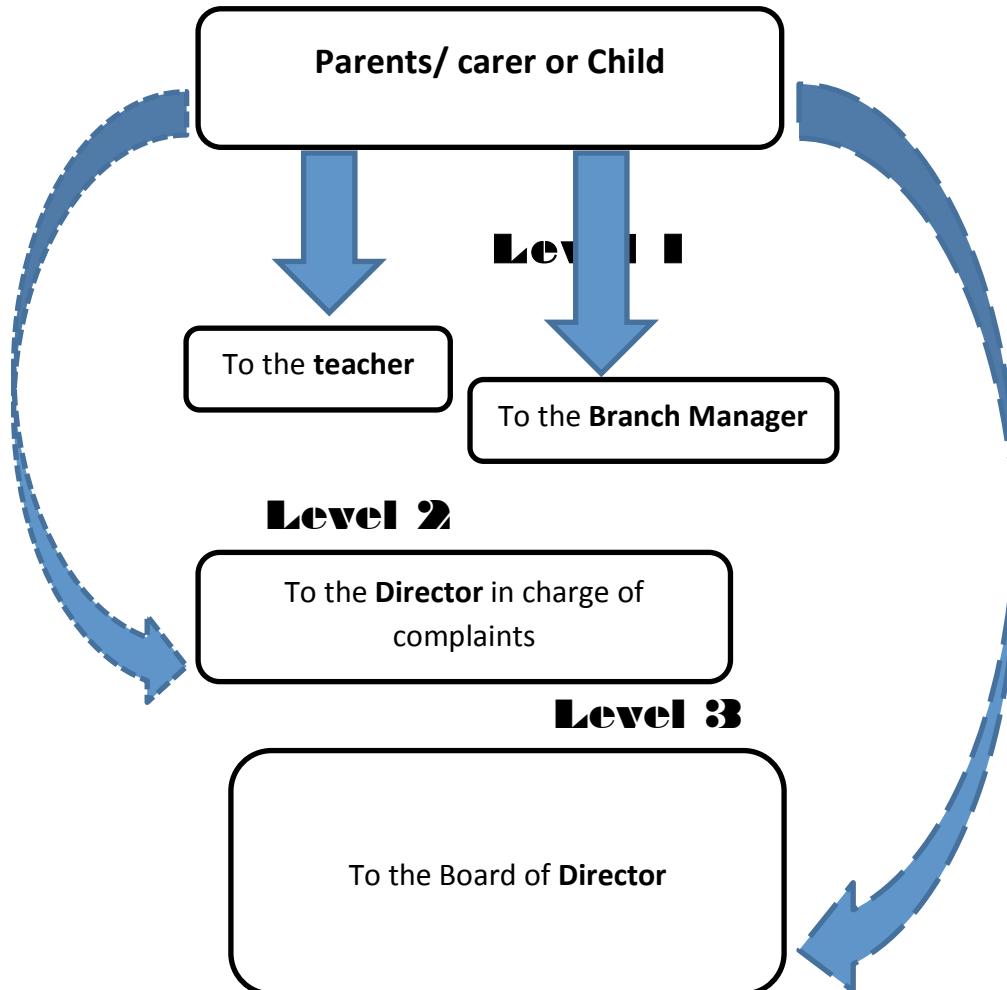 Parents/ carer or Child
Level 1
To the teacher
To the Branch Manager
Level 2
To the Director in charge of
complaints
Level 3
To the Board of Director